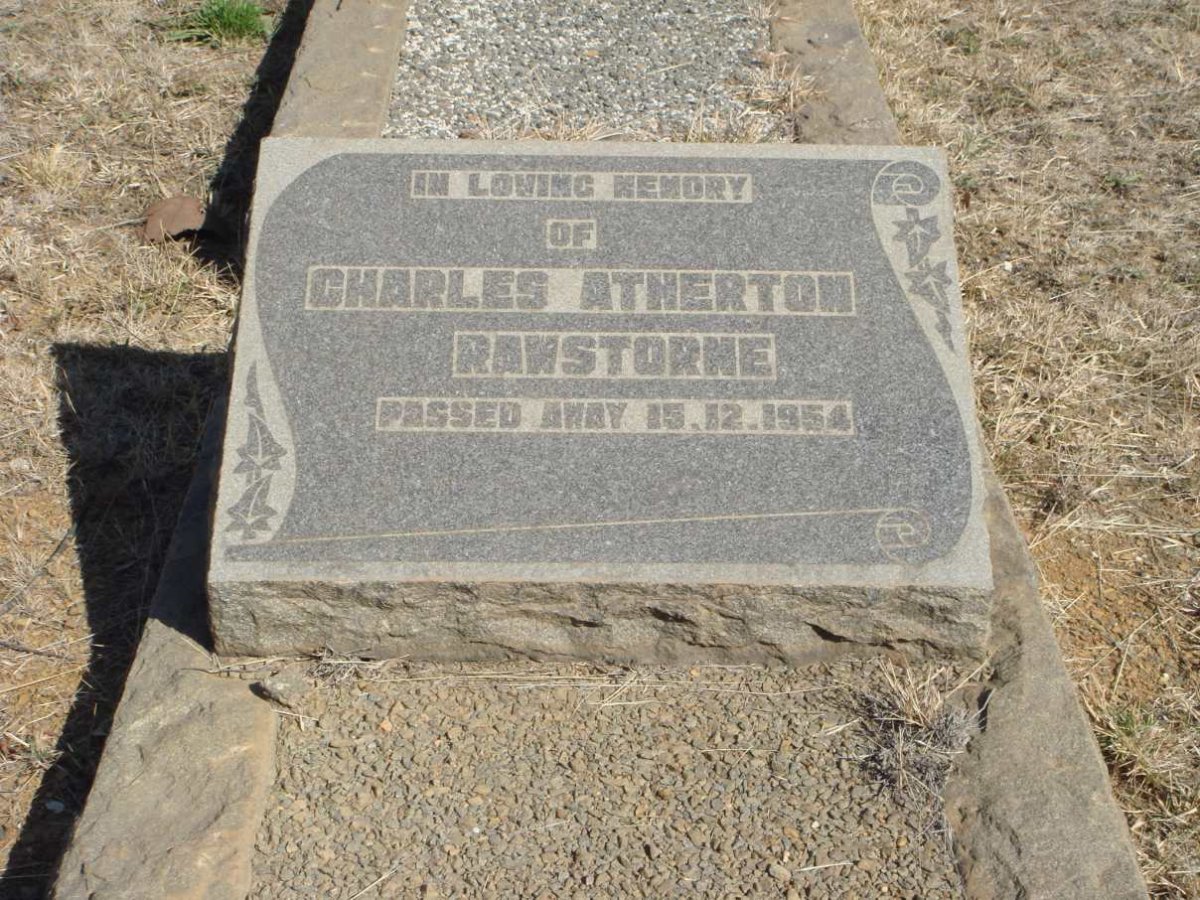 IN LOVING MEMORY
OF
CHARLES ATHERTON
RAWSTORNE
PASSED AWAY 15.12.1954